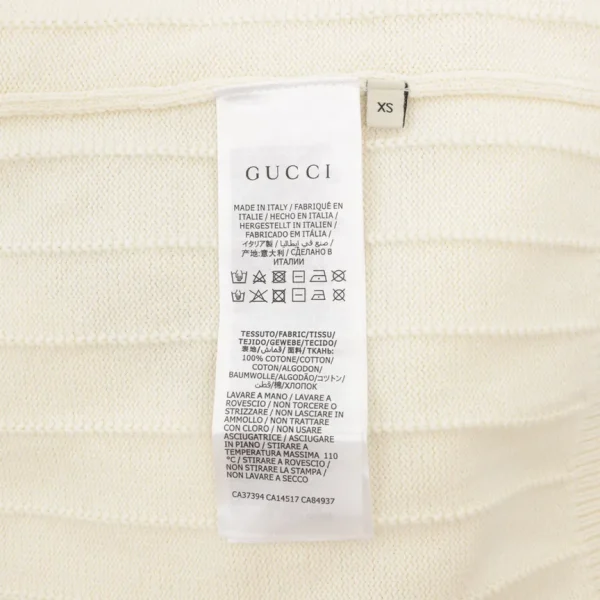 XS
GUCCI
MADE IN ITALY / FABRIQUÉ EN
ITALIE / HECHO EN ITALIA /
HERGESTELLT IN ITALIEN /
FABRICADO EM ITÁLIA /
イタリア製 / صنع في إيطاليا /
产地:意大利 / СДЕЛАНО В
ИТАЛИИ
TESSUTO/FABRIC/TISSU/
TEJIDO/GEWEBE/TECIDO/
表地/قماش/ 面料 / ТКАНЬ:
100% COTONE/COTTON/
COTON/ALGODON/
BAUMWOLLE/ALGODÃO/コットン/
قطن/棉/ХЛОПОК
LAVARE A MANO / LAVARE A
ROVESCIO / NON TORCERE O
STRIZZARE / NON LASCIARE IN
AMMOLLO / NON TRATTARE
CON CLORO / NON USARE
ASCIUGATRICE / ASCIUGARE
IN PIANO / STIRARE A
TEMPERATURA MASSIMA 110
°C / STIRARE A ROVESCIO /
NON STIRARE LA STAMPA /
NON LAVARE A SECCO
CA37394 CA14517 CA84937